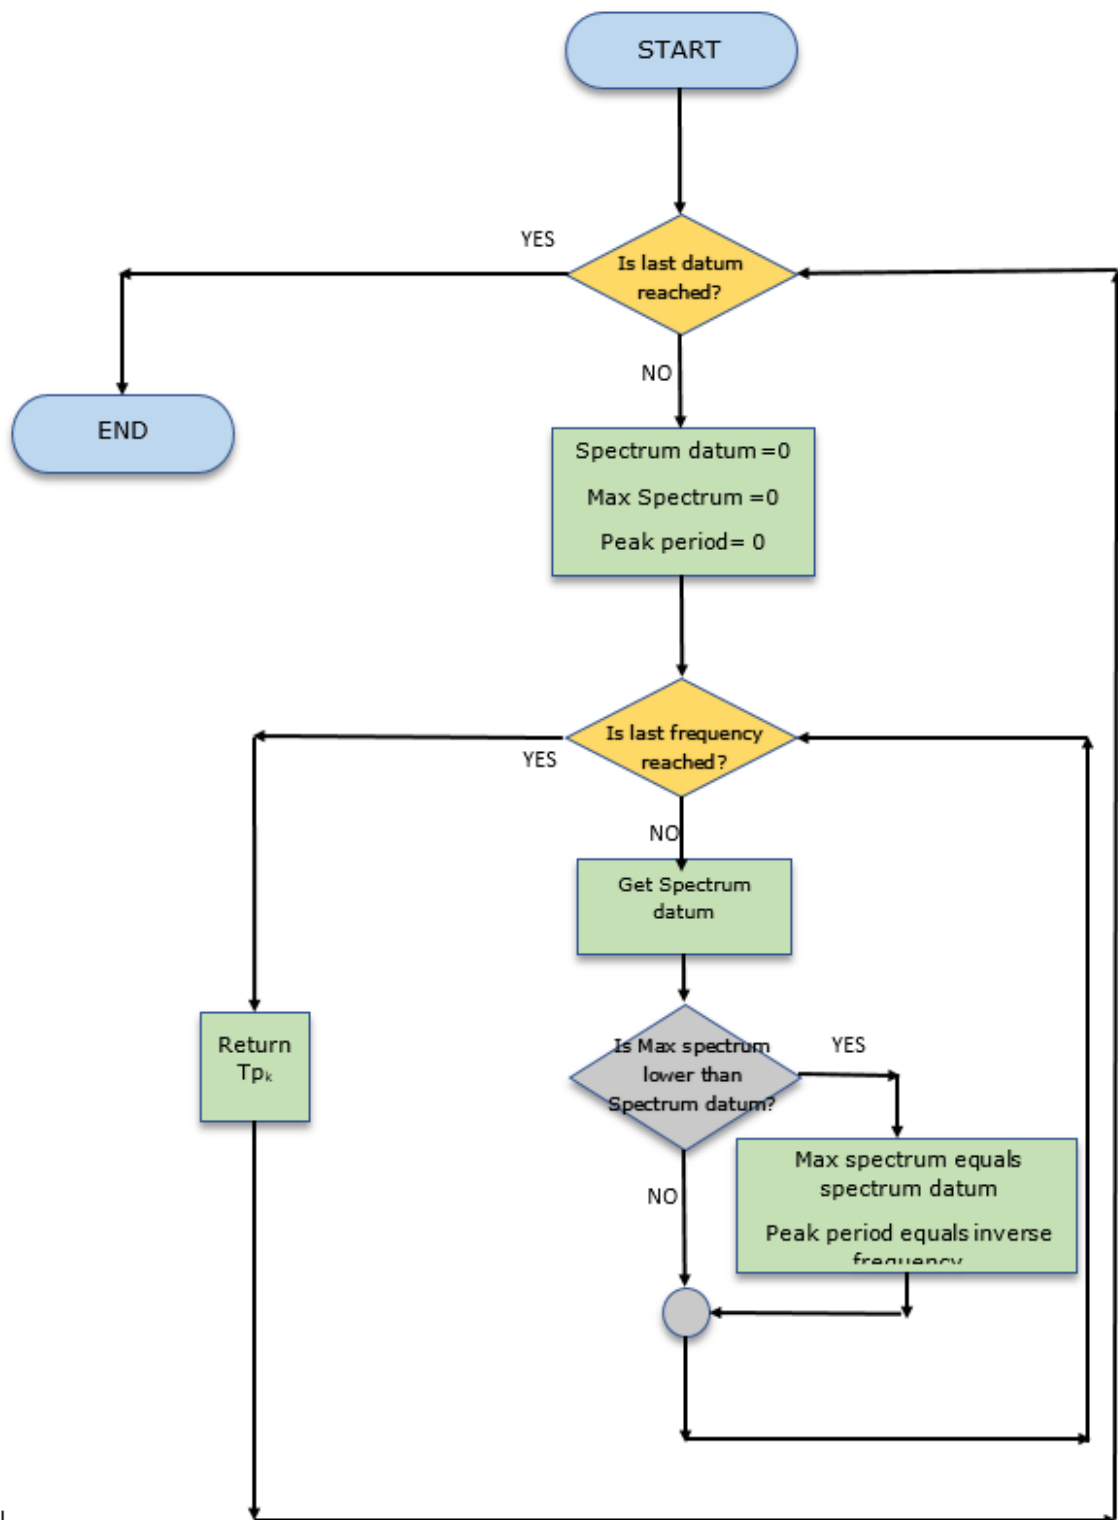 START
YES
Is last datum
reached?
NO
END
Spectrum datum =0
Max Spectrum =0
Peak period= 0
Is last frequency
reached?
YES
NO
Get Spectrum
datum
Return
Tpₖ
Is Max spectrum
lower than
Spectrum datum?
YES
NO
Max spectrum equals
spectrum datum
Peak period equals inverse
frequency